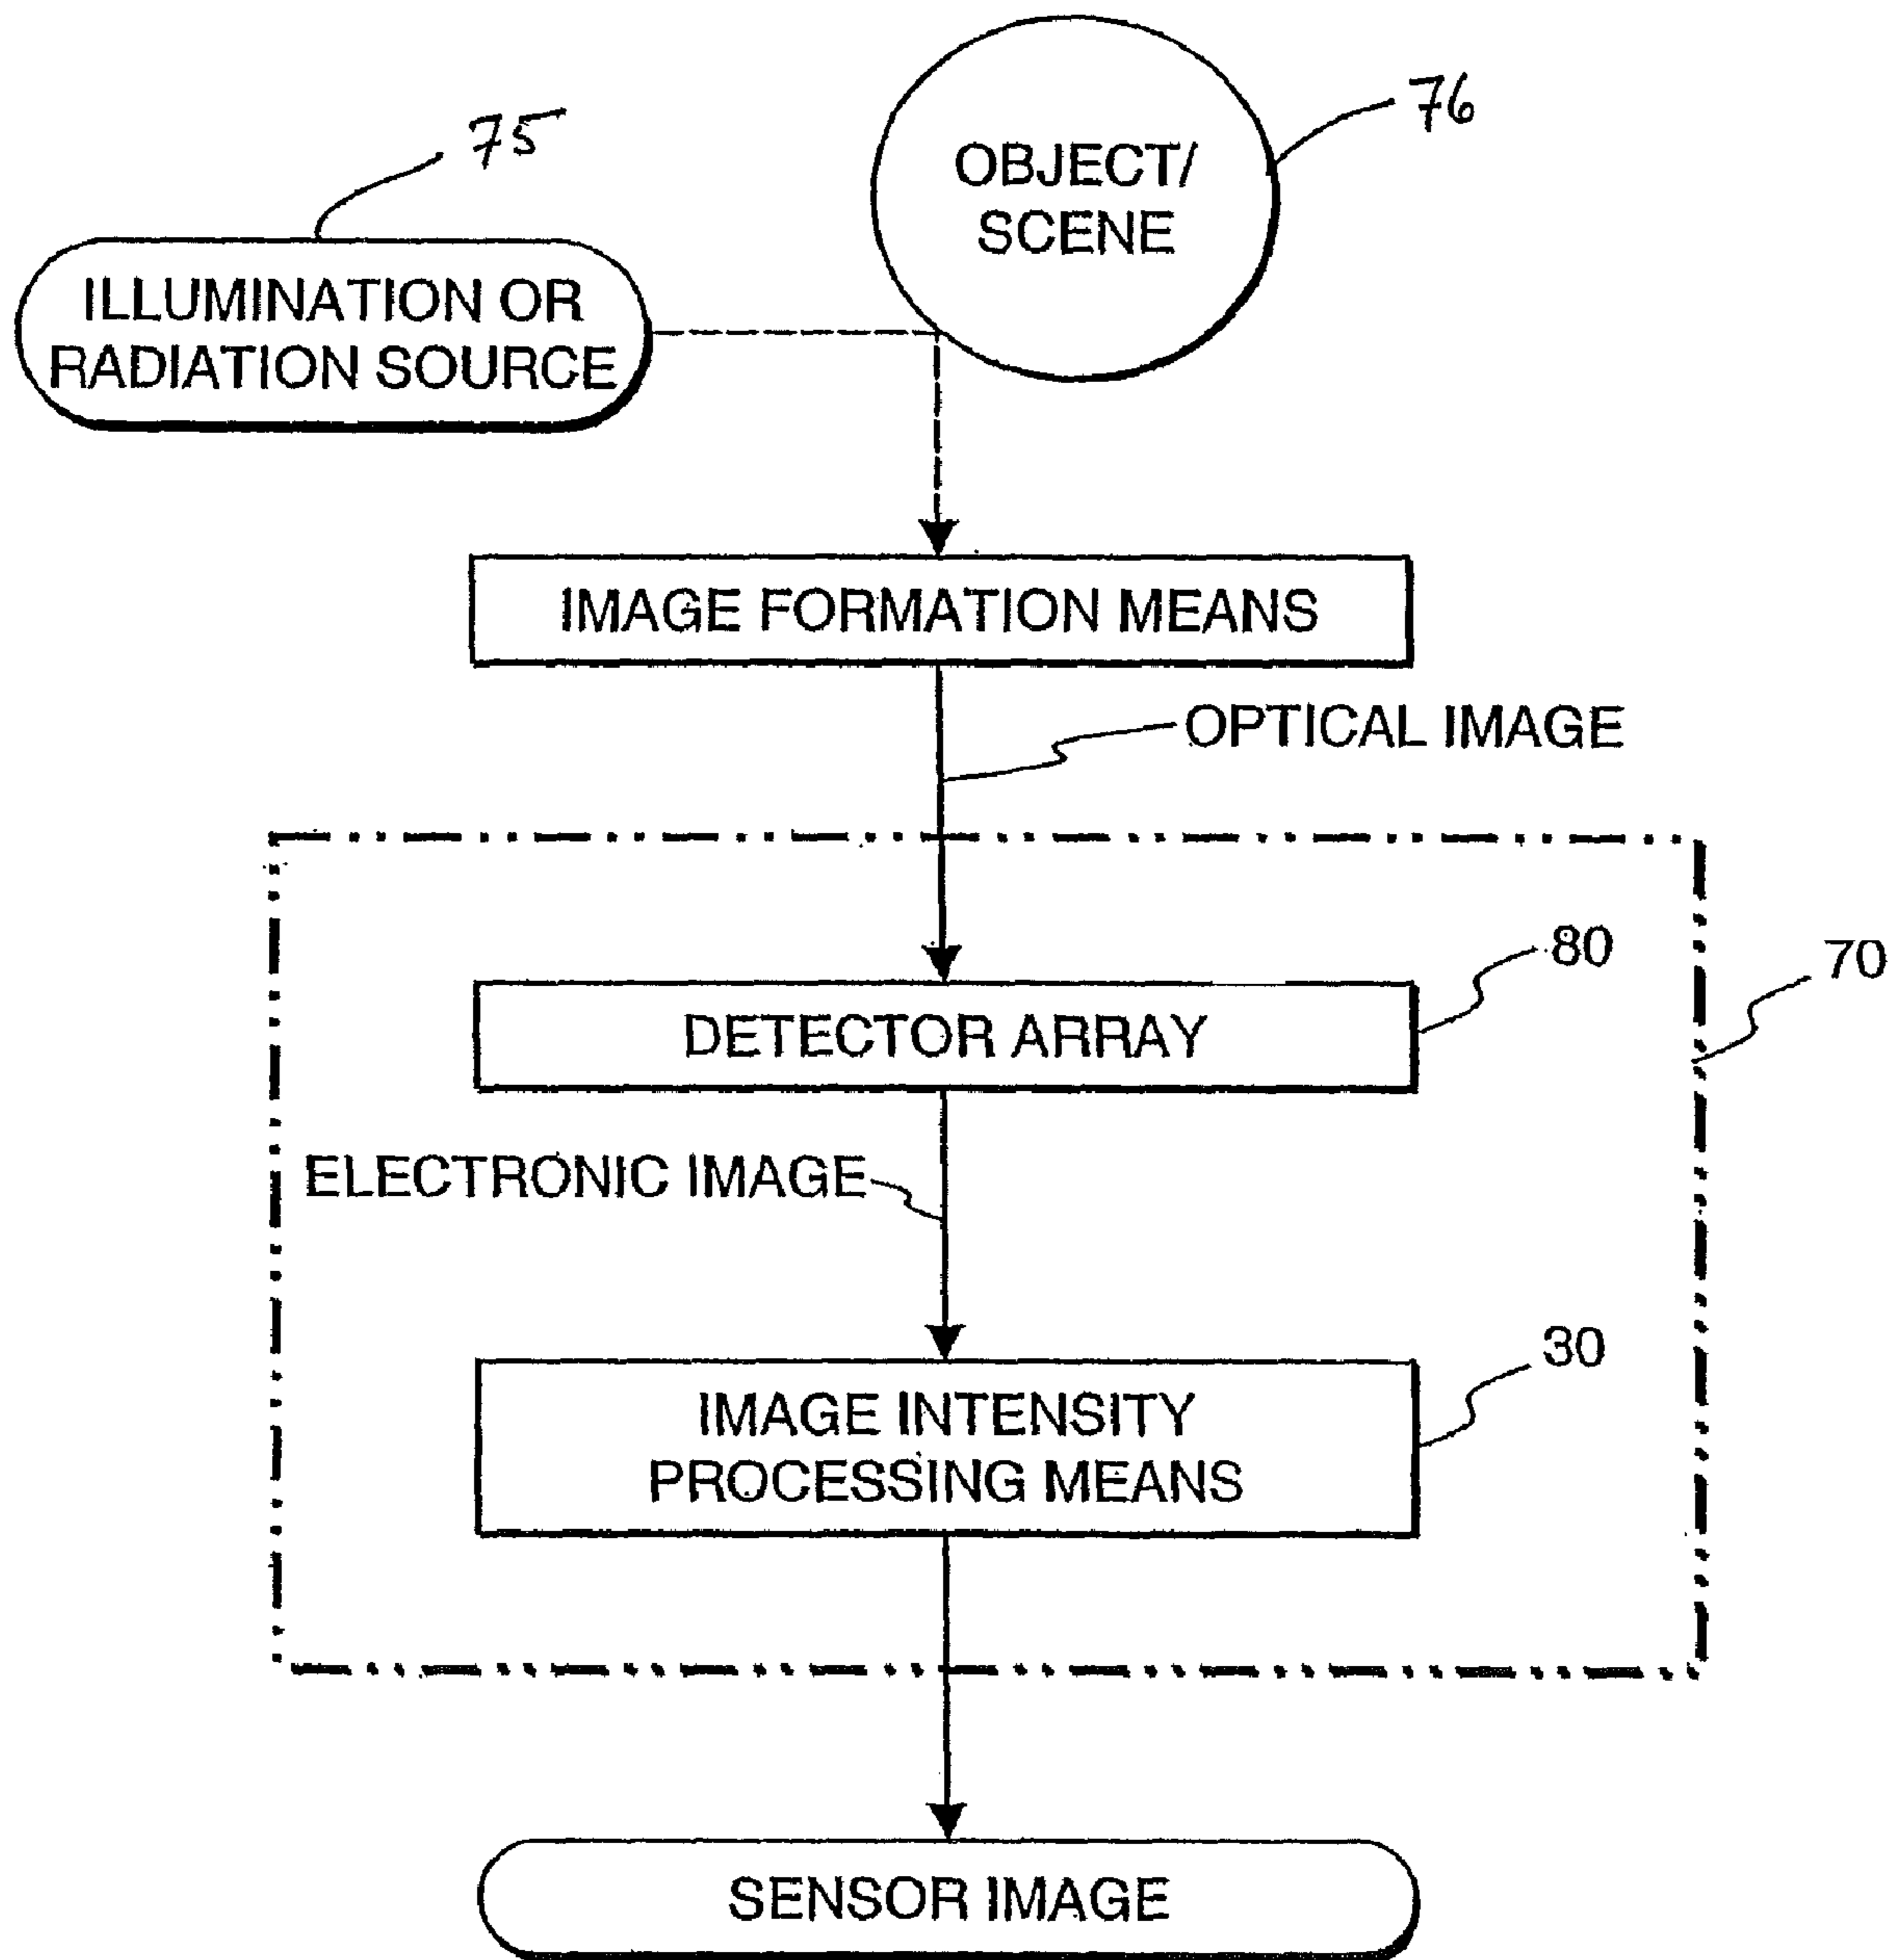 75
76
OBJECT/
SCENE
ILLUMINATION OR
RADIATION SOURCE
IMAGE FORMATION MEANS
OPTICAL IMAGE
80
70
DETECTOR ARRAY
ELECTRONIC IMAGE
30
IMAGE INTENSITY
PROCESSING MEANS
SENSOR IMAGE